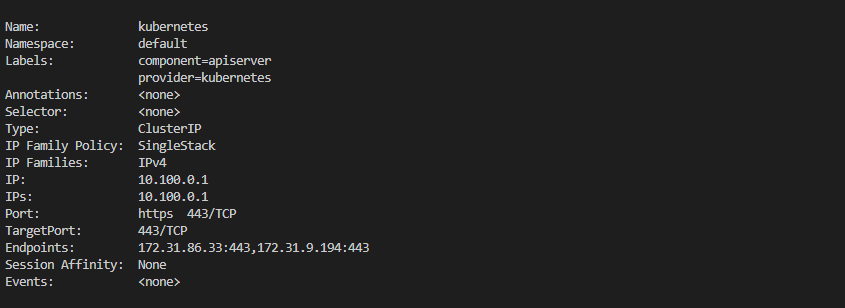 Name: kubernetes
Namespace: default
Labels: component=apiserver
provider=kubernetes
Annotations: <none>
Selector: <none>
Type: ClusterIP
IP Family Policy: SingleStack
IP Families: IPv4
IP: 10.100.0.1
IPs: 10.100.0.1
Port: https 443/TCP
TargetPort: 443/TCP
Endpoints: 172.31.86.33:443,172.31.9.194:443
Session Affinity: None
Events: <none>